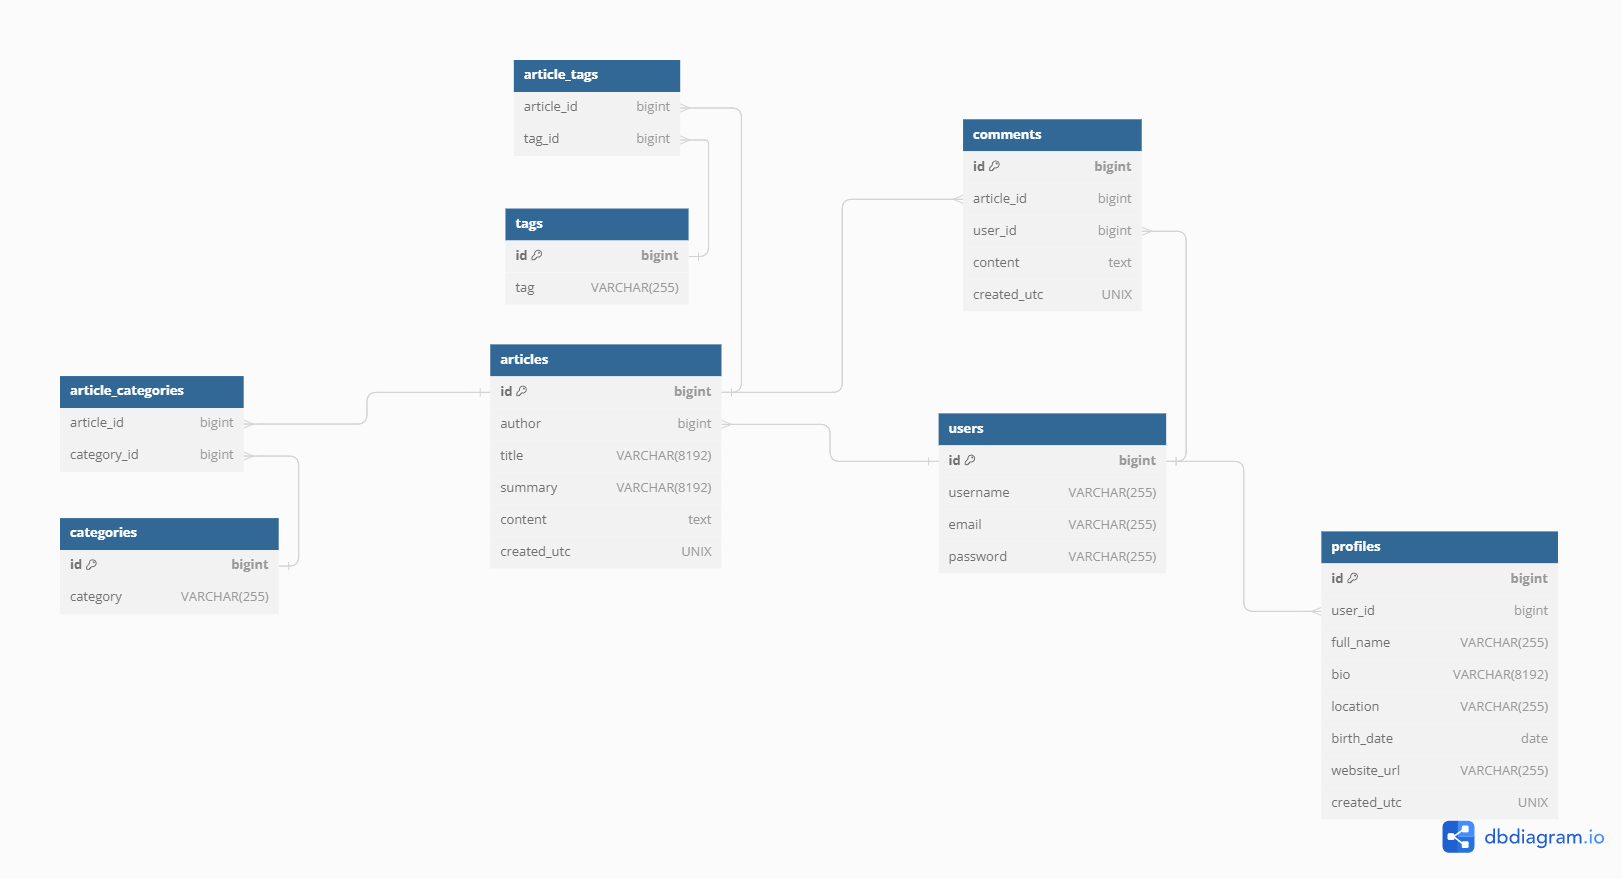 article_tags
article_id bigint
tag_id bigint
tags
id bigint
tag VARCHAR(255)
articles
id bigint
author bigint
title VARCHAR(8192)
summary VARCHAR(8192)
content text
created_utc UNIX
article_categories
article_id bigint
category_id bigint
categories
id bigint
category VARCHAR(255)
comments
id bigint
article_id bigint
user_id bigint
content text
created_utc UNIX
users
id bigint
username VARCHAR(255)
email VARCHAR(255)
password VARCHAR(255)
profiles
id bigint
user_id bigint
full_name VARCHAR(255)
bio VARCHAR(8192)
location VARCHAR(255)
birth_date date
website_url VARCHAR(255)
created_utc UNIX
dbdiagram.io